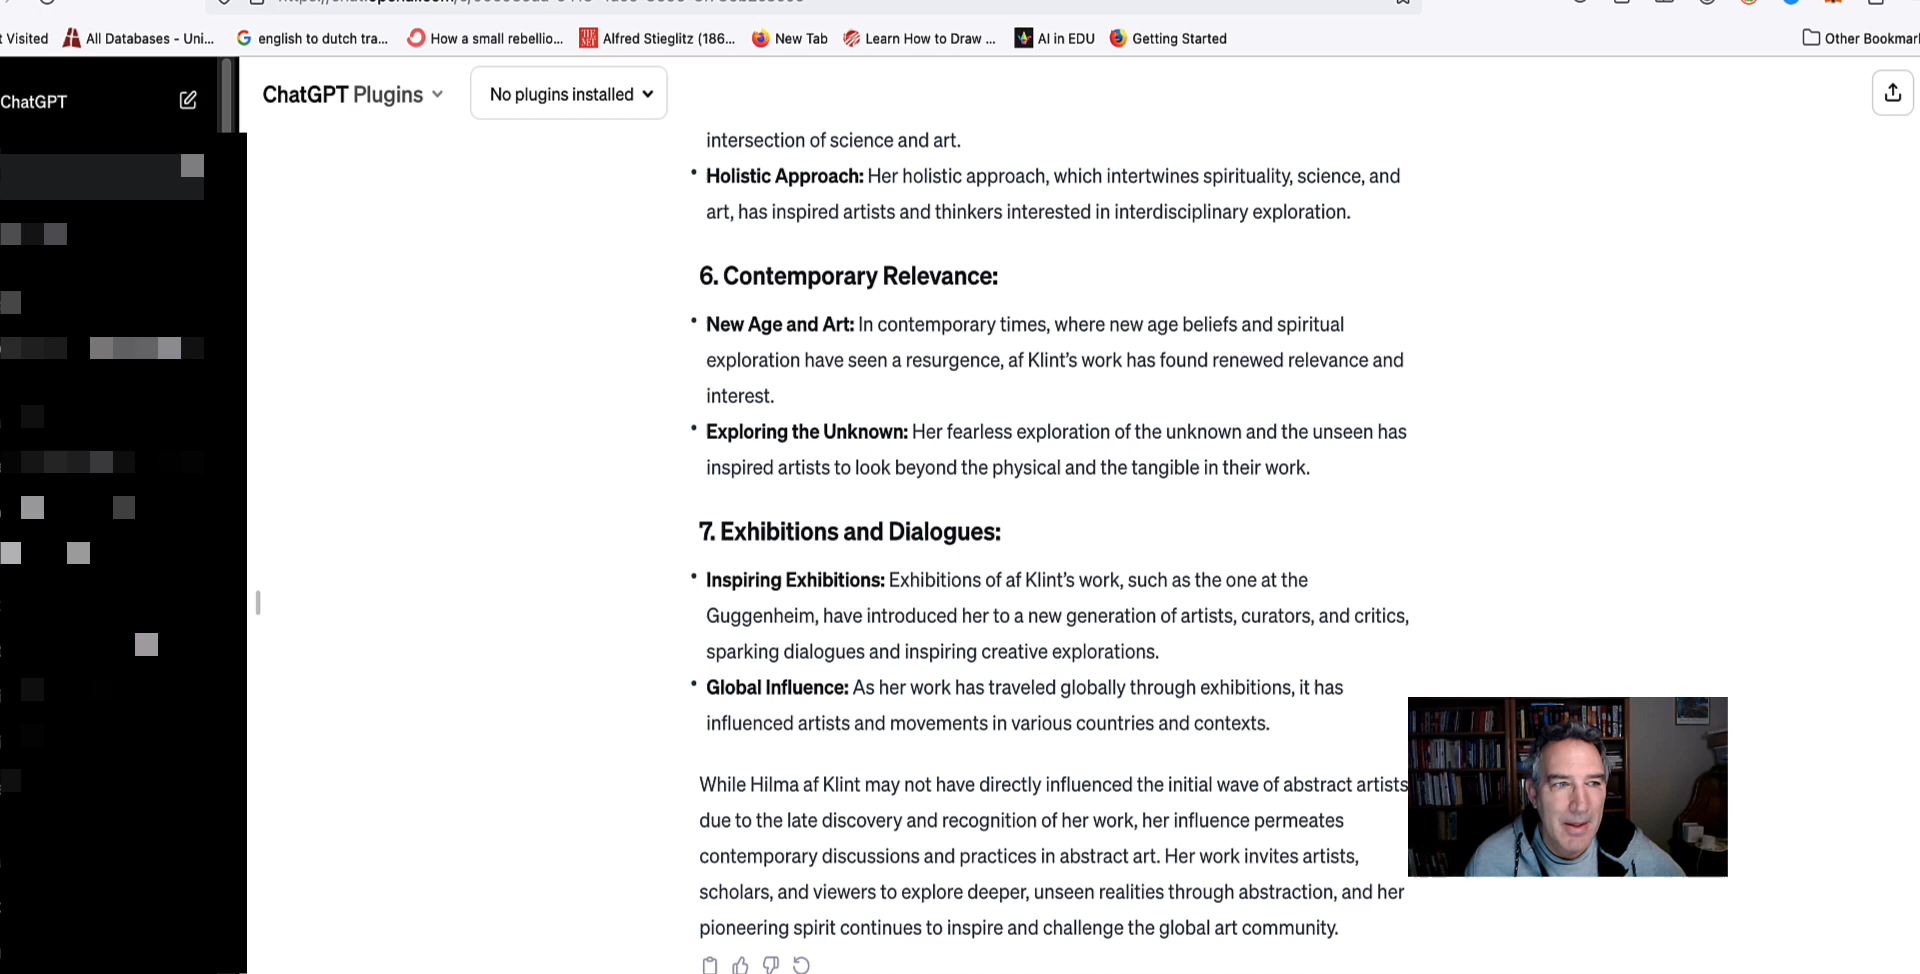 t Visited
All Databases - Uni...
english to dutch tra...
How a small rebellio...
THE MET
Alfred Stieglitz (186...
New Tab
Learn How to Draw ...
AI in EDU
Getting Started
Other Bookmar
ChatGPT
ChatGPT Plugins
No plugins installed
intersection of science and art.
• Holistic Approach: Her holistic approach, which intertwines spirituality, science, and
art, has inspired artists and thinkers interested in interdisciplinary exploration.
6. Contemporary Relevance:
• New Age and Art: In contemporary times, where new age beliefs and spiritual
exploration have seen a resurgence, af Klint’s work has found renewed relevance and
interest.
• Exploring the Unknown: Her fearless exploration of the unknown and the unseen has
inspired artists to look beyond the physical and the tangible in their work.
7. Exhibitions and Dialogues:
• Inspiring Exhibitions: Exhibitions of af Klint’s work, such as the one at the
Guggenheim, have introduced her to a new generation of artists, curators, and critics,
sparking dialogues and inspiring creative explorations.
• Global Influence: As her work has traveled globally through exhibitions, it has
influenced artists and movements in various countries and contexts.
While Hilma af Klint may not have directly influenced the initial wave of abstract artists
due to the late discovery and recognition of her work, her influence permeates
contemporary discussions and practices in abstract art. Her work invites artists,
scholars, and viewers to explore deeper, unseen realities through abstraction, and her
pioneering spirit continues to inspire and challenge the global art community.